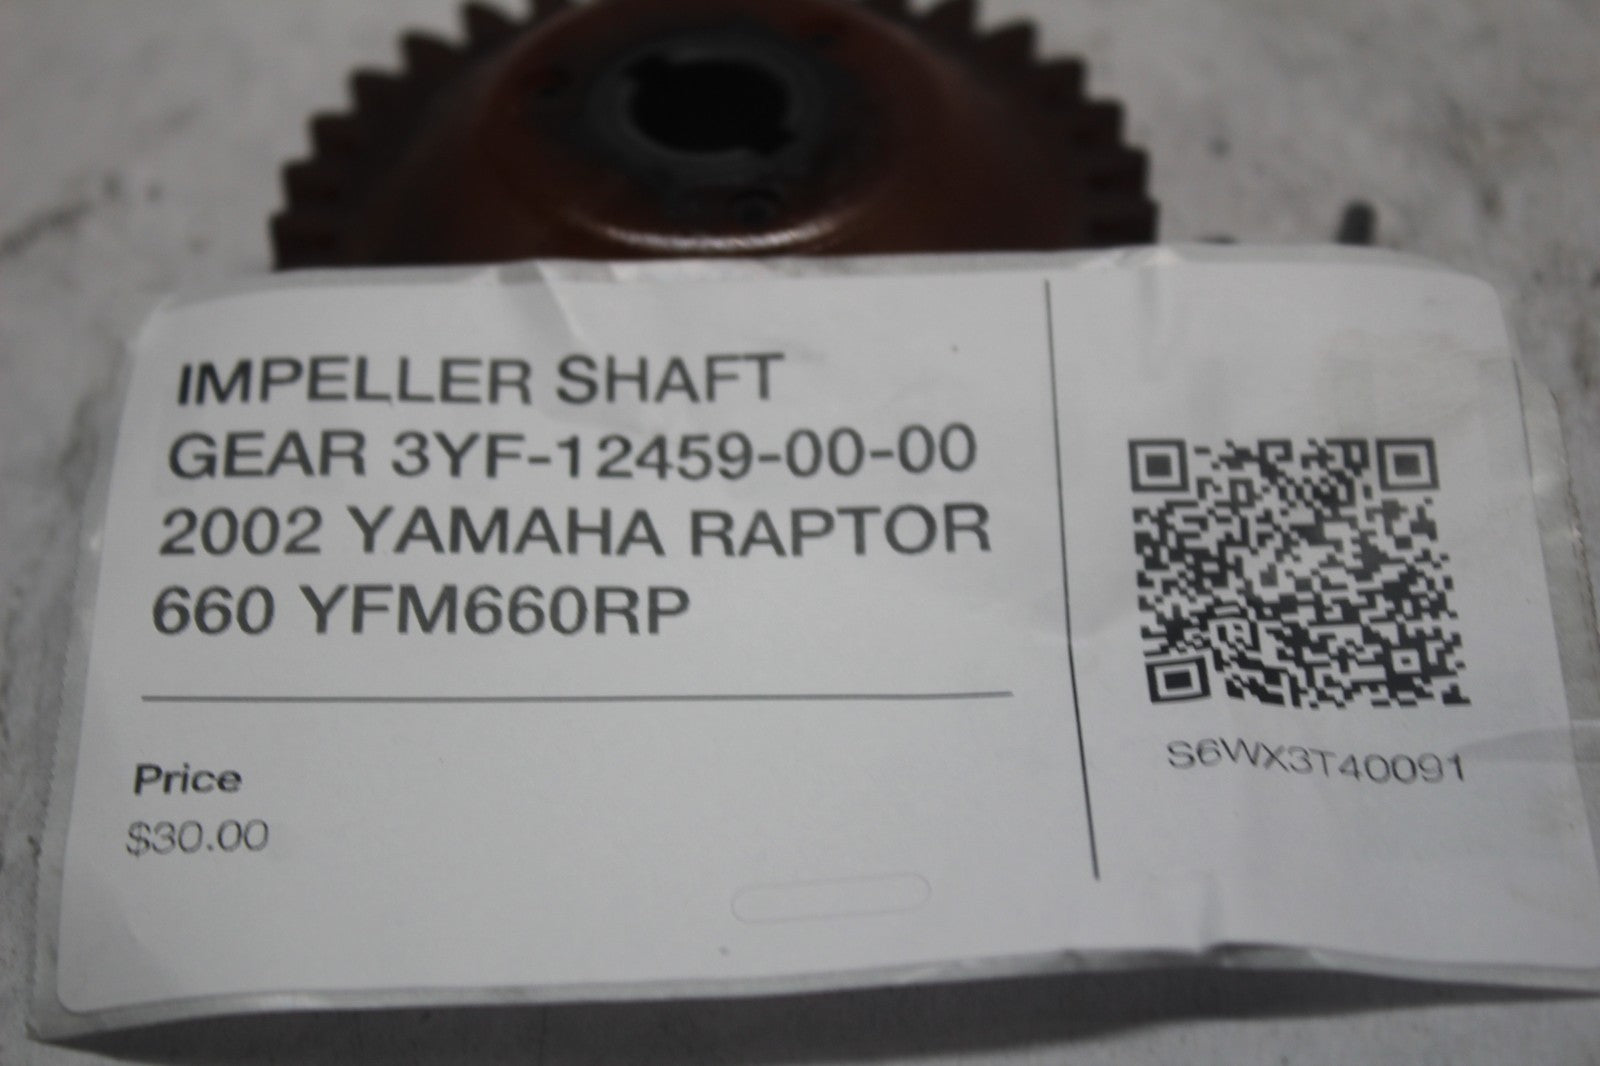 IMPELLER SHAFT
GEAR 3YF-12459-00-00
2002 YAMAHA RAPTOR
660 YFM660RP
Price
$30.00
S6WX3T40091